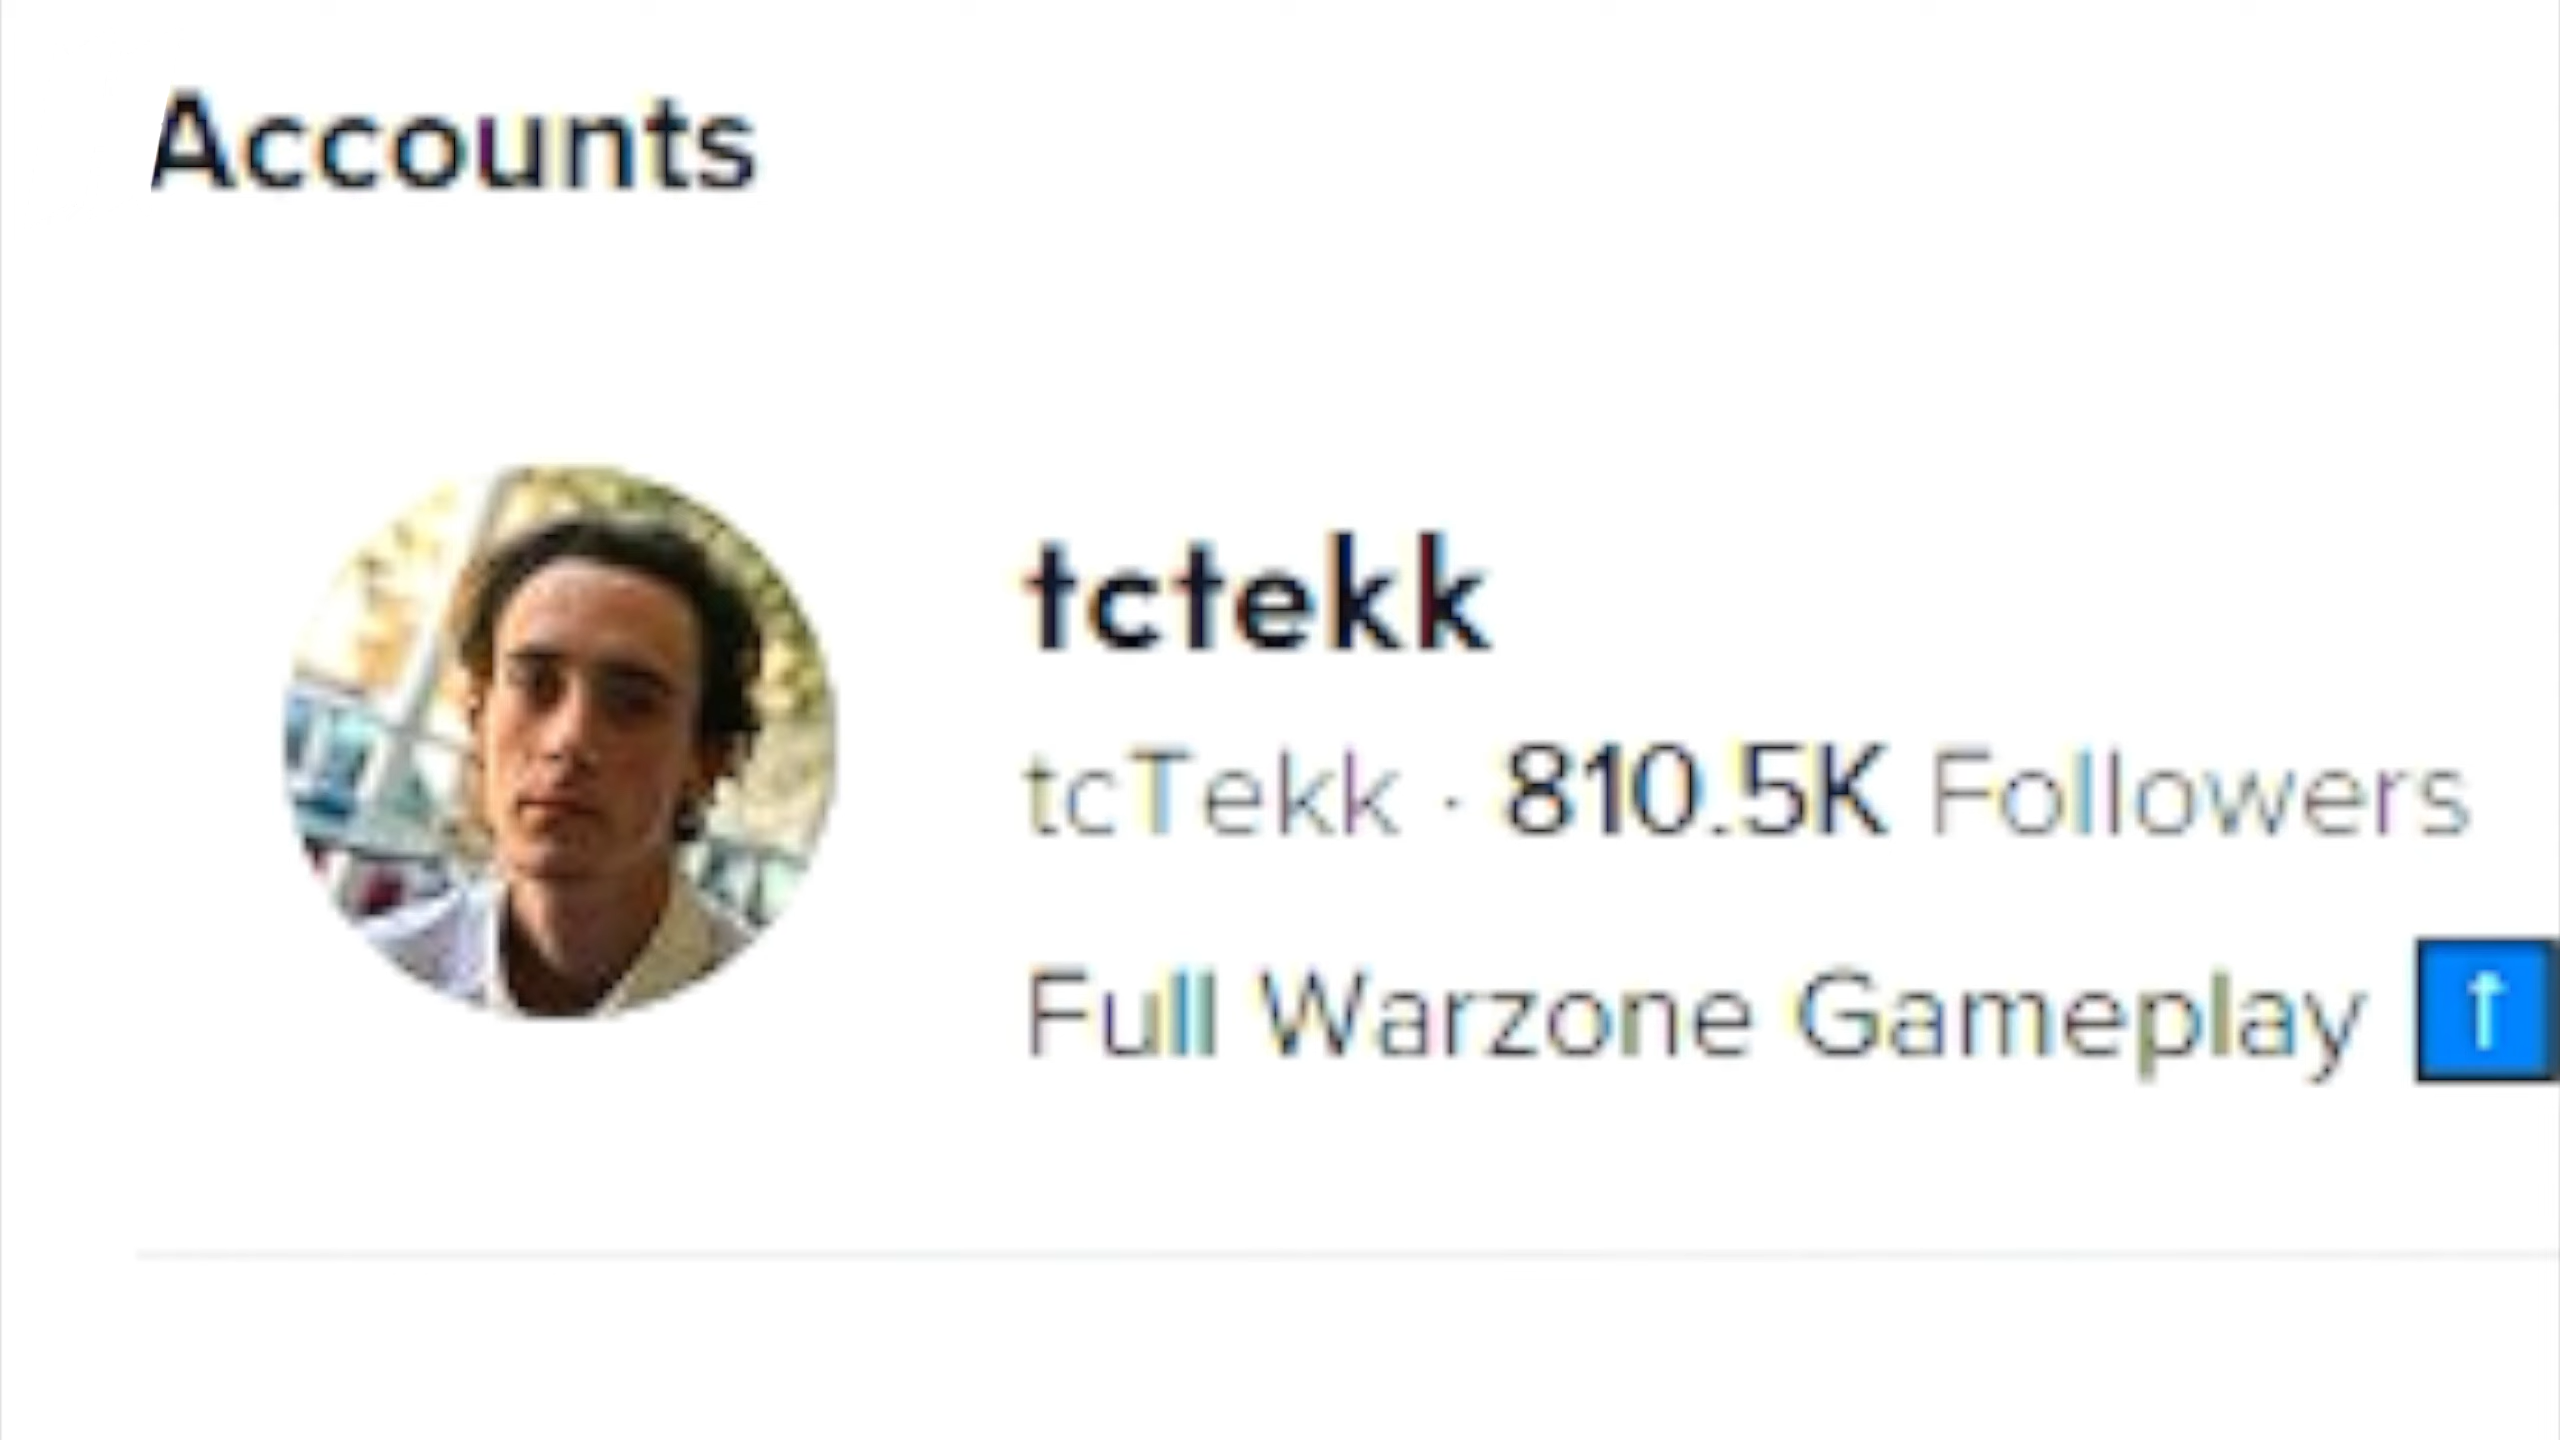 Accounts
tctekk
tcTekk · 810.5K Followers
Full Warzone Gameplay ⬆